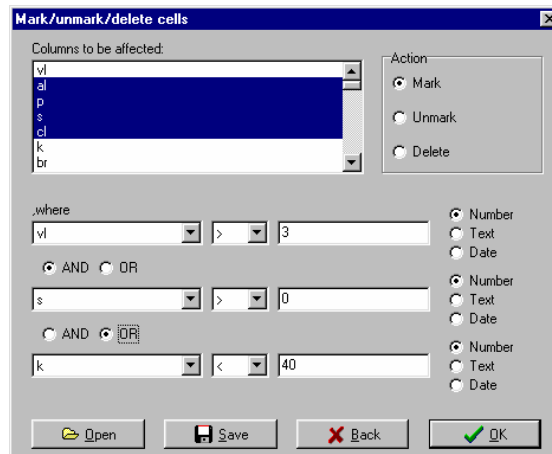 Mark/unmark/delete cells
Columns to be affected:
vl
al
p
s
cl
k
br
Action
Mark
Unmark
Delete
,where
vl > 3
Number
Text
Date
AND OR
s > 0
Number
Text
Date
AND OR
k < 40
Number
Text
Date
Open Save Back OK